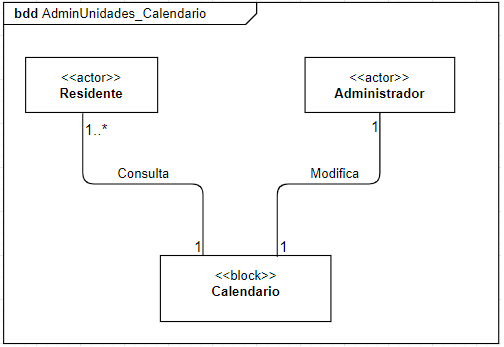 bdd AdminUnidades_Calendario
<<actor>>
Residente
<<actor>>
Administrador
1..*
1
Consulta
Modifica
1
1
<<block>>
Calendario